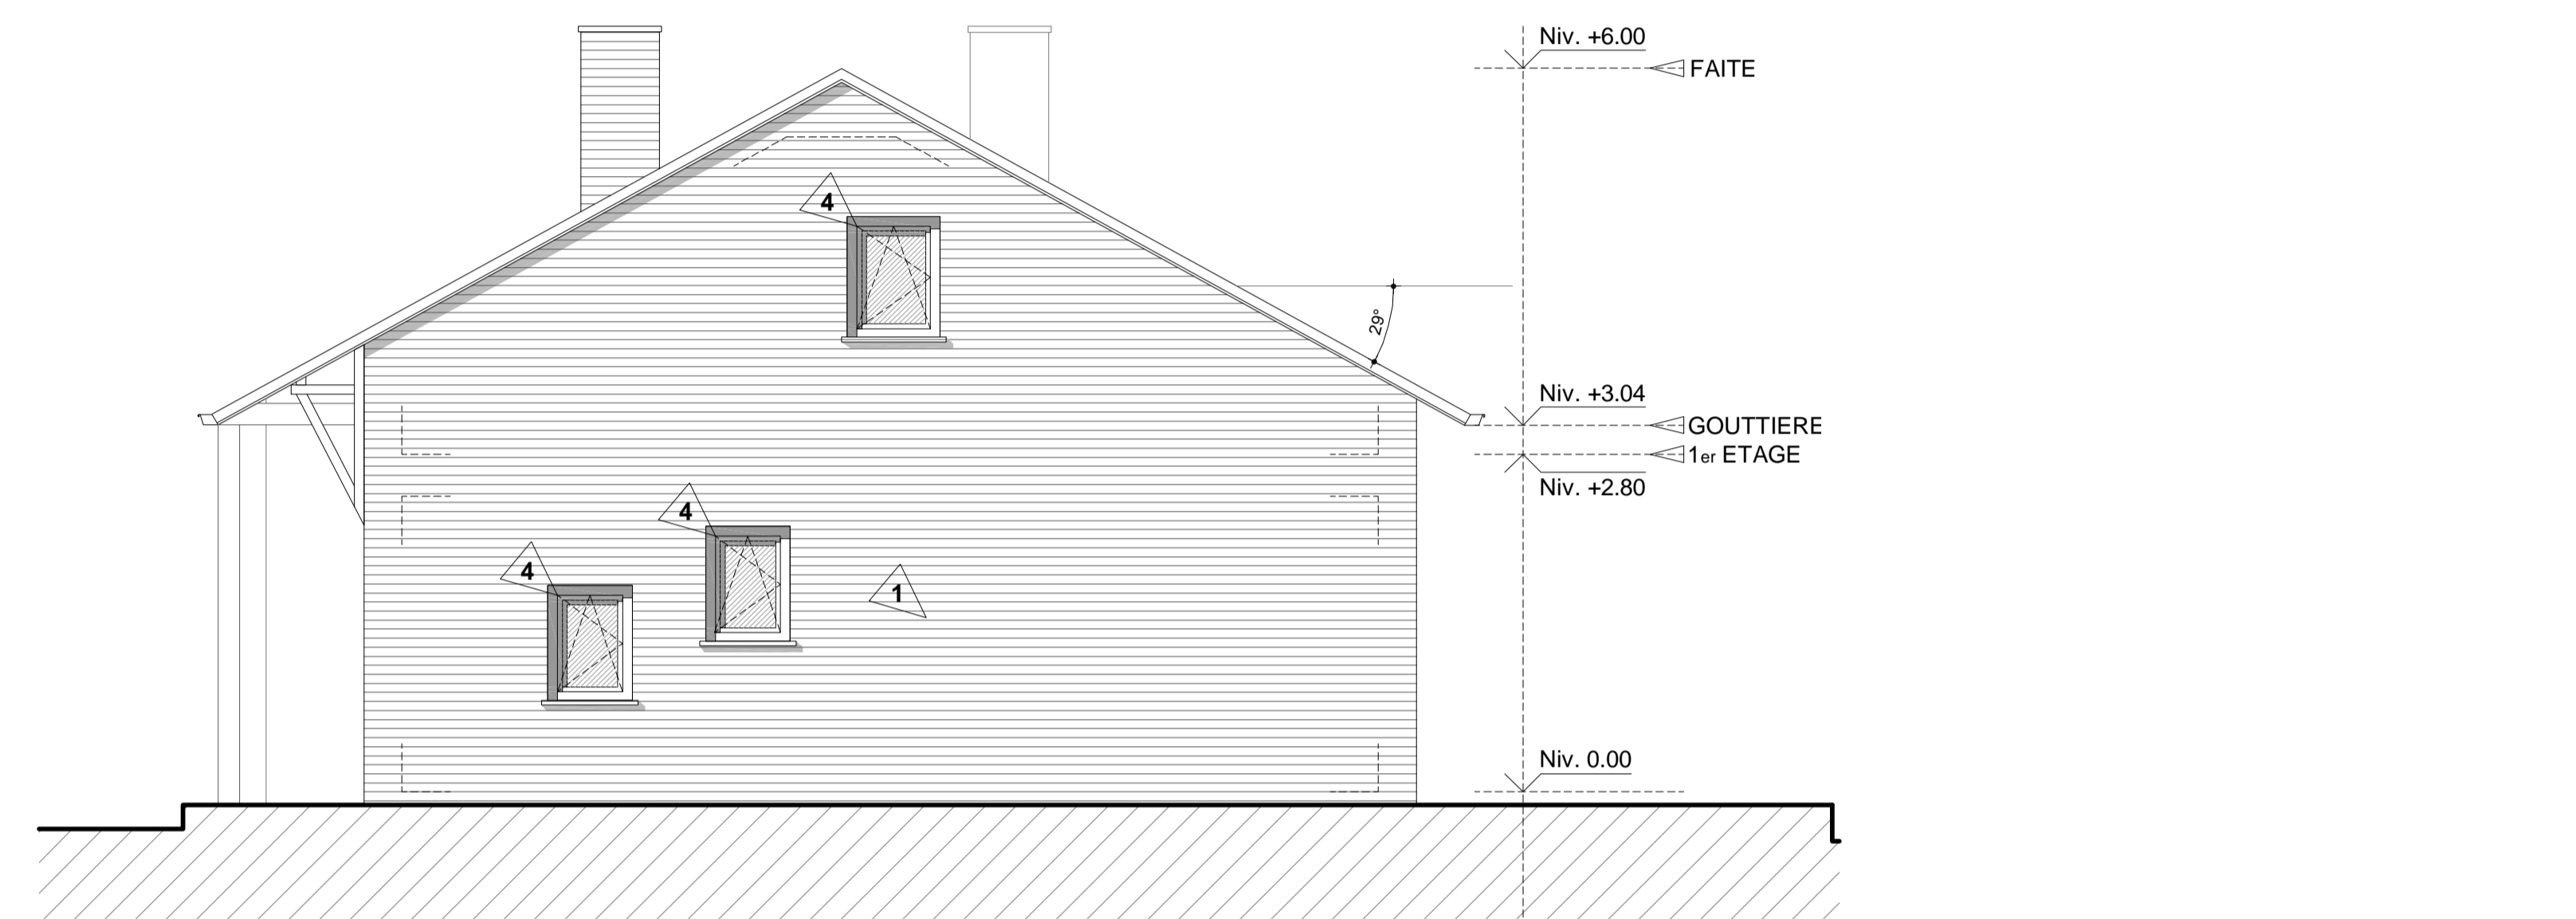 Niv. +6.00
FAITE
4
29°
Niv. +3.04
GOUTTIERE
1er ETAGE
Niv. +2.80
4
4
1
Niv. 0.00